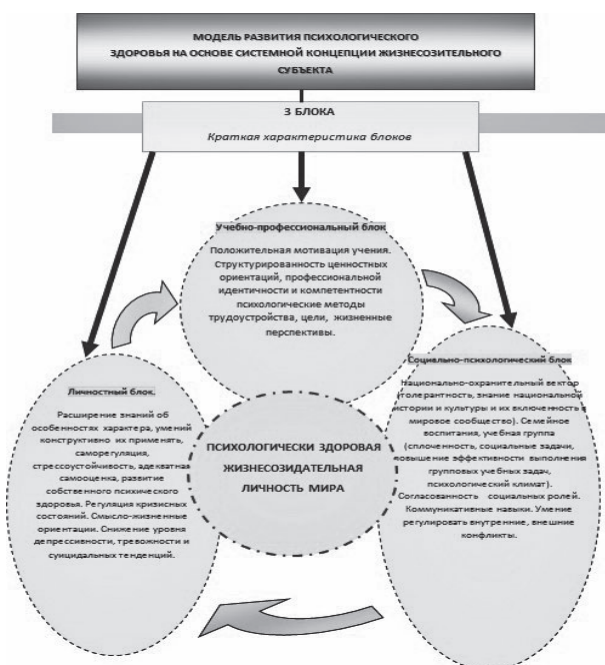 МОДЕЛЬ РАЗВИТИЯ ПСИХОЛОГИЧЕСКОГО
ЗДОРОВЬЯ НА ОСНОВЕ СИСТЕМНОЙ КОНЦЕПЦИИ ЖИЗНЕСОЗИТЕЛЬНОГО
СУБЪЕКТА
3 БЛОКА
Краткая характеристика блоков
Учебно-профессиональный блок
Положительная мотивация учения.
Структурированность ценностных
ориентаций, профессиональной
идентичности и компетентности
психологические методы
трудоустройства, цели, жизненные
перспективы.
Социально-психологический блок
Национально-охранительный вектор
(толерантность, знание национальной
истории и культуры и их включенность в
мировое сообщество). Семейное
воспитания, учебная группа
(сплоченность, социальные задачи,
повышение эффективности выполнения
групповых учебных задач,
психологический климат).
Согласованность социальных ролей.
Коммуникативные навыки. Умение
регулировать внутренние, внешние
конфликты.
Личностный блок.
Расширение знаний об
особенностях характера, умений
конструктивно их применять,
саморегуляция,
стрессоустойчивость, адекватная
самооценка, развитие
собственного психического
здоровья. Регуляция кризисных
состояний. Смысло-жизненные
ориентации. Снижение уровня
депрессивности, тревожности и
суицидальных тенденций.
ПСИХОЛОГИЧЕСКИ ЗДОРОВАЯ
ЖИЗНЕСОЗИДАТЕЛЬНАЯ
ЛИЧНОСТЬ МИРА